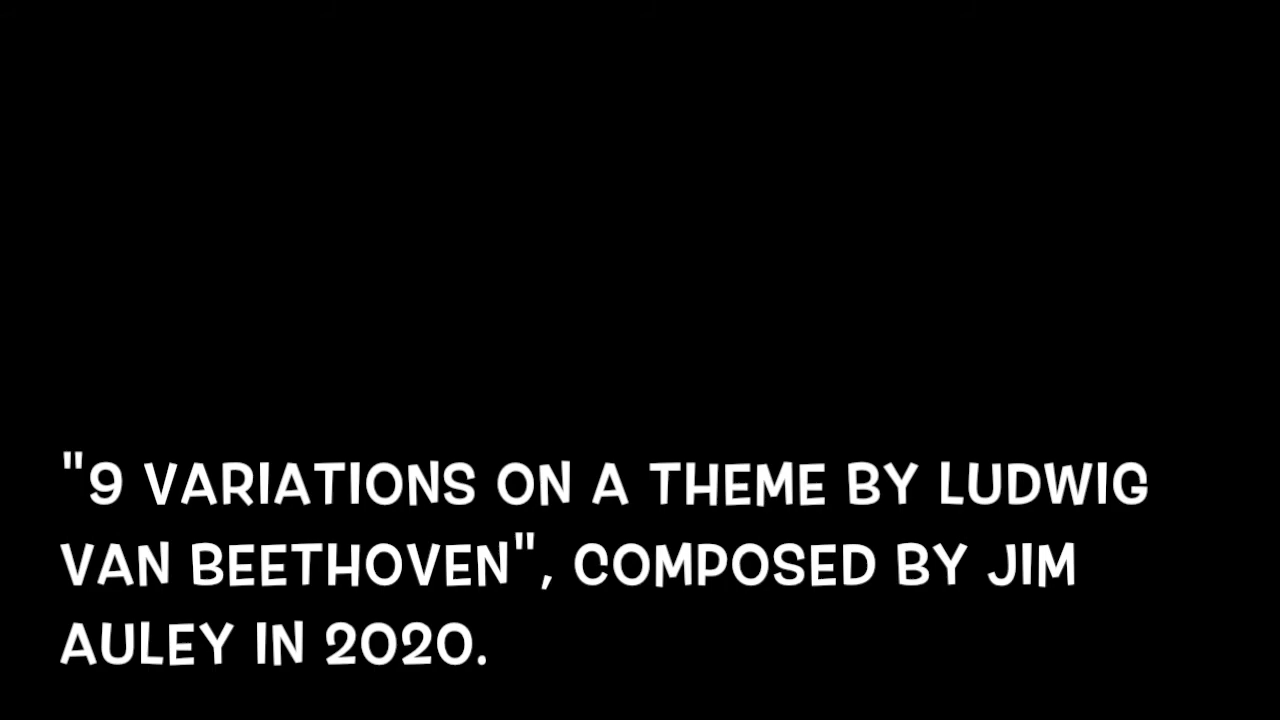 "9 VARIATIONS ON A THEME BY LUDWIG
VAN BEETHOVEN", COMPOSED BY JIM
AULEY IN 2020.